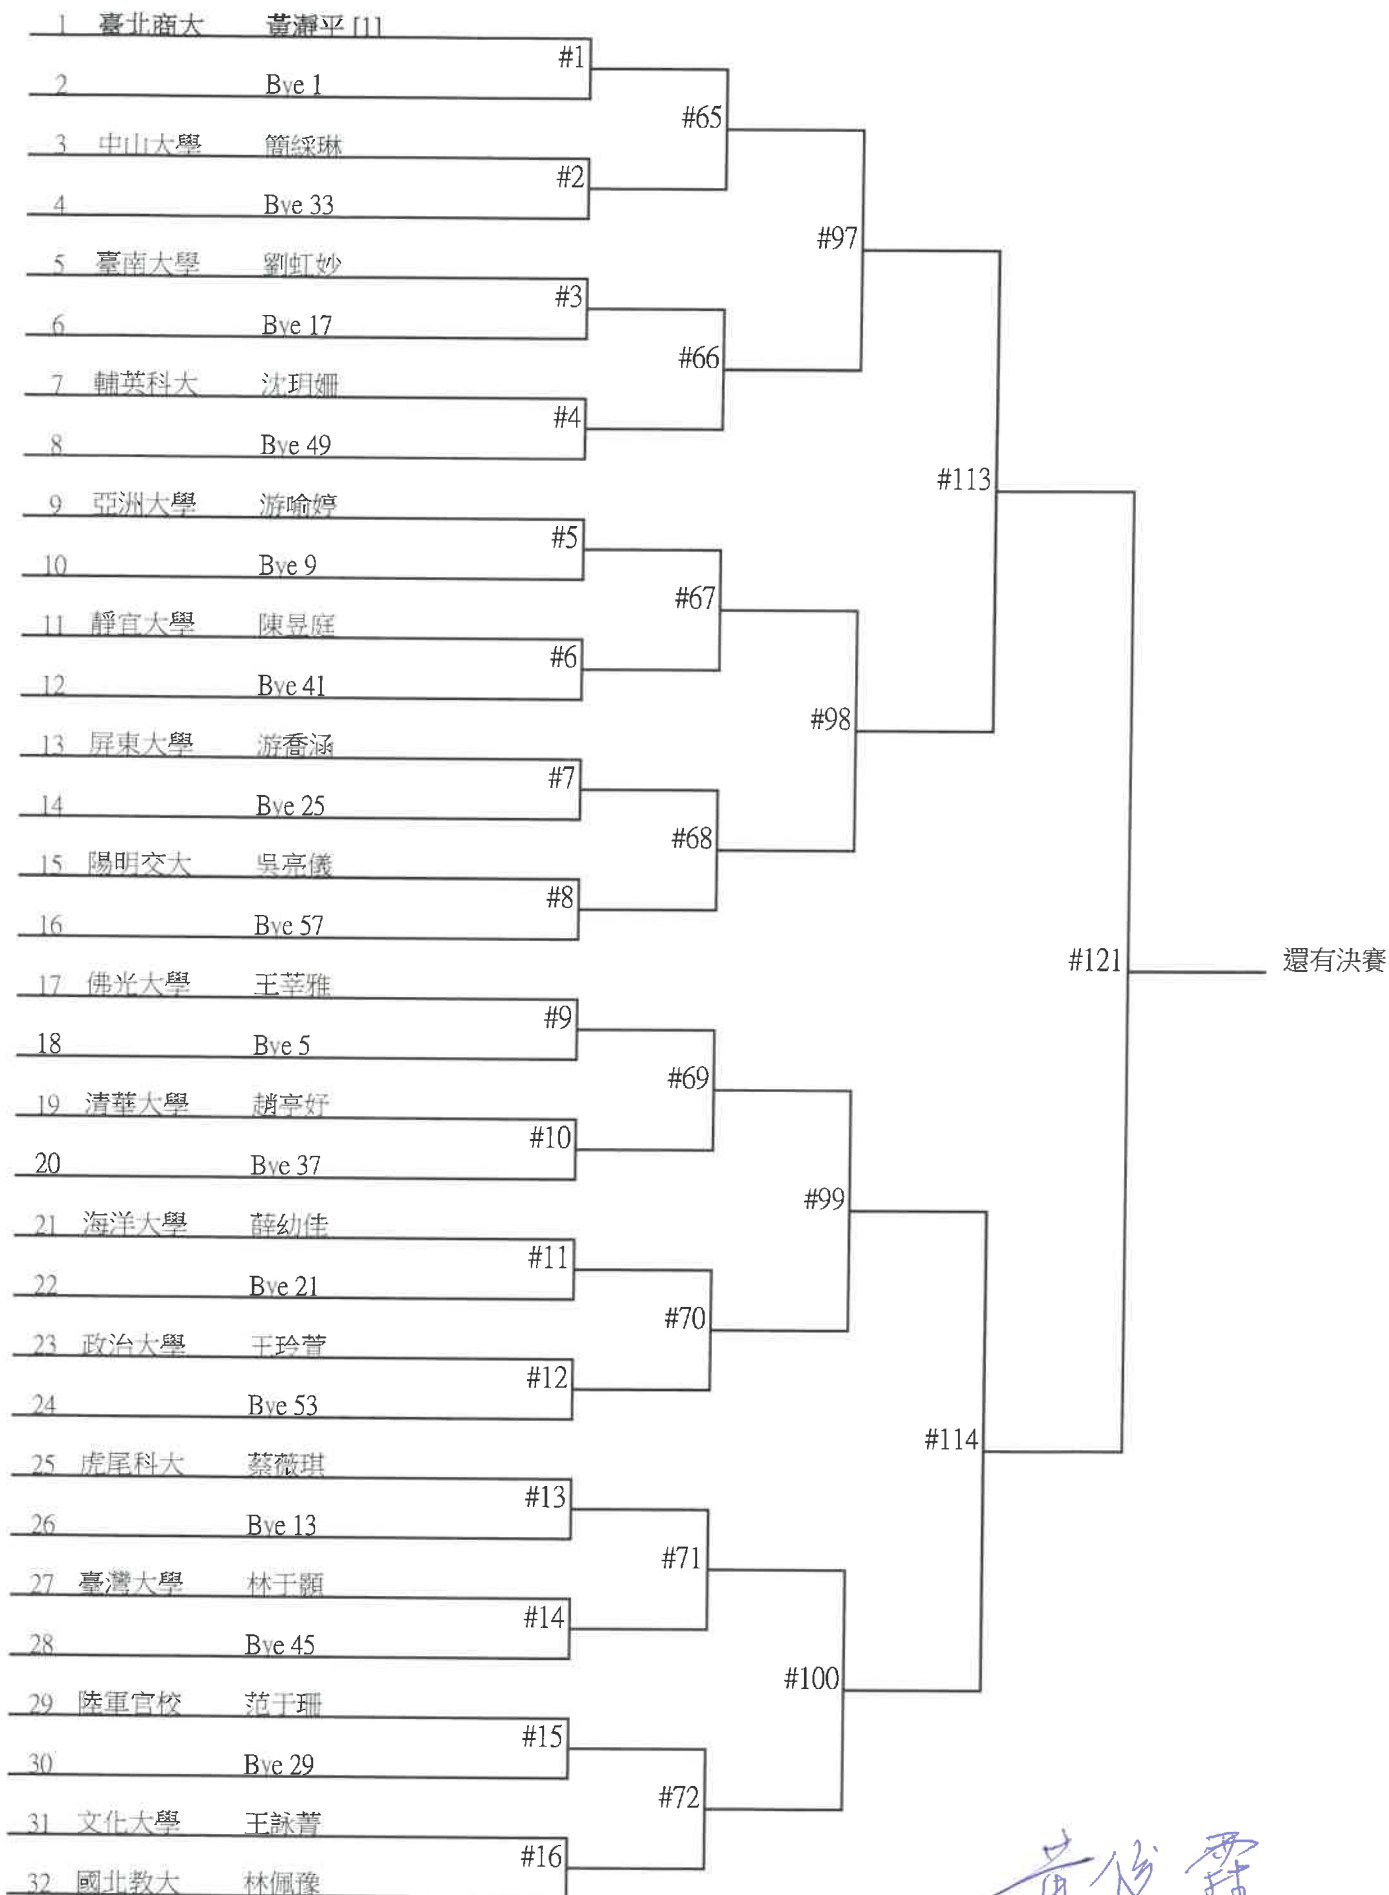 1 臺北商大 黃瀞平 [1]
#1
2 Bye 1
#65
3 中山大學 簡綵琳
#2
4 Bye 33
#97
5 臺南大學 劉虹妙
#3
6 Bye 17
#66
7 輔英科大 沈玥姍
#4
8 Bye 49
#113
9 亞洲大學 游喻婷
#5
10 Bye 9
#67
11 靜宜大學 陳昱庭
#6
12 Bye 41
#98
13 屏東大學 游喬涵
#7
14 Bye 25
#68
15 陽明交大 吳亮儀
#8
16 Bye 57
#121 還有決賽
17 佛光大學 王莘雅
#9
18 Bye 5
#69
19 清華大學 趙亭妤
#10
20 Bye 37
#99
21 海洋大學 薛幼佳
#11
22 Bye 21
#70
23 政治大學 王玲萱
#12
24 Bye 53
#114
25 虎尾科大 蔡薇琪
#13
26 Bye 13
#71
27 臺灣大學 林于顥
#14
28 Bye 45
#100
29 陸軍官校 范于珊
#15
30 Bye 29
#72
31 文化大學 王詠菁
#16
32 國北教大 林佩豫